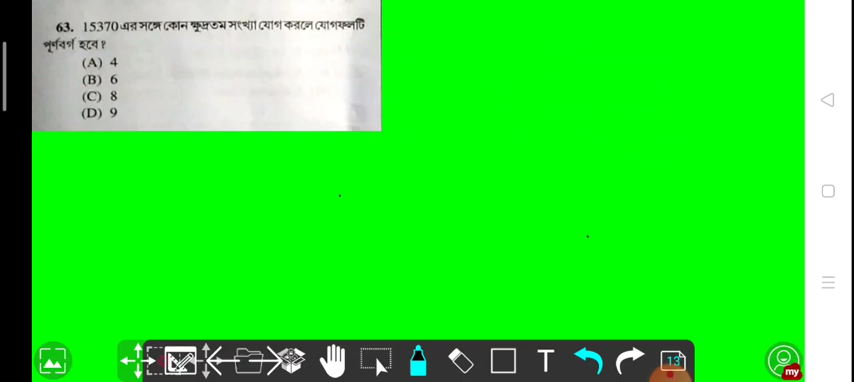 63. 15370 এর সঙ্গে কোন ক্ষুদ্রতম সংখ্যা যোগ করলে যোগফলটি
পূর্ণবর্গ হবে?
(A) 4
(B) 6
(C) 8
(D) 9
T
13
my